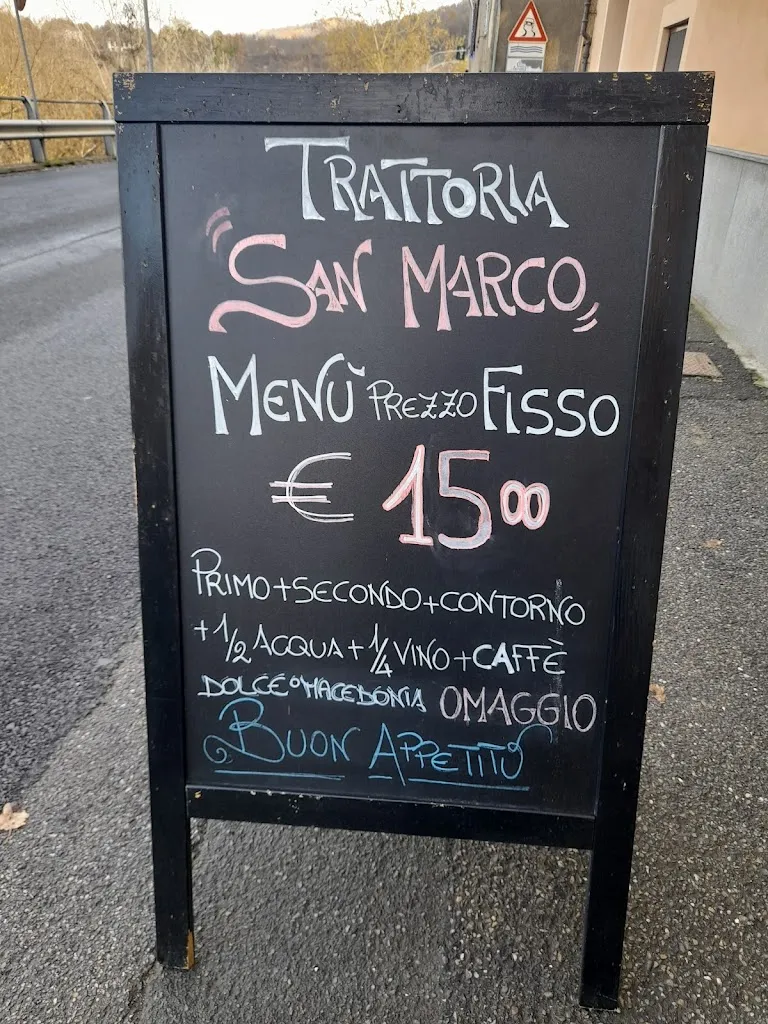 TRATTORIA
"SAN MARCO"
MENÙ PREZZO FISSO
€ 15 00
PRIMO+SECONDO+CONTORNO
+1/2 ACQUA+1/4 VINO+CAFFÈ
DOLCE O MACEDONIA OMAGGIO
BUON APPETITO